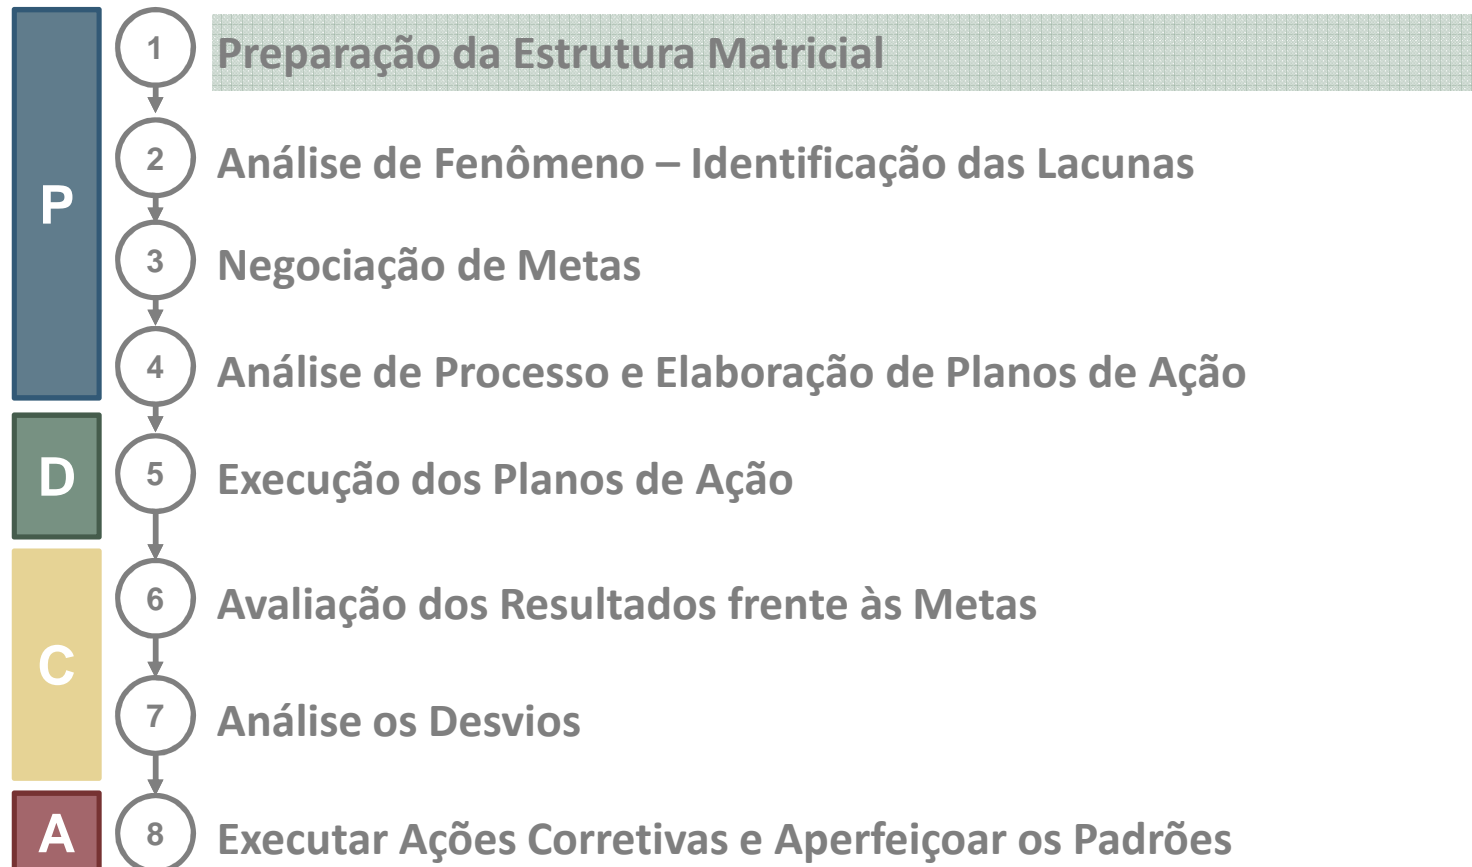 1 Preparação da Estrutura Matricial
2 Análise de Fenômeno – Identificação das Lacunas
P
3 Negociação de Metas
4 Análise de Processo e Elaboração de Planos de Ação
D 5 Execução dos Planos de Ação
6 Avaliação dos Resultados frente às Metas
C
7 Análise os Desvios
A 8 Executar Ações Corretivas e Aperfeiçoar os Padrões